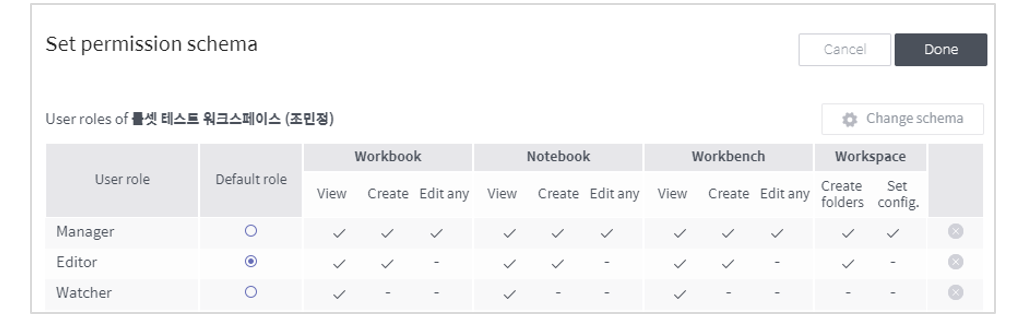 Set permission schema
Cancel
Done
User roles of 롤셋 테스트 워크스페이스 (조민정)
Change schema
User role Default role Workbook Notebook Workbench Workspace
View Create Edit any View Create Edit any View Create Edit any Create folders Set config.
Manager ✓ ✓ ✓ ✓ ✓ ✓ ✓ ✓ ✓ ✓ ✓
Editor ✓ ✓ - ✓ ✓ - ✓ ✓ - ✓ -
Watcher ✓ - - ✓ - - ✓ - - - -